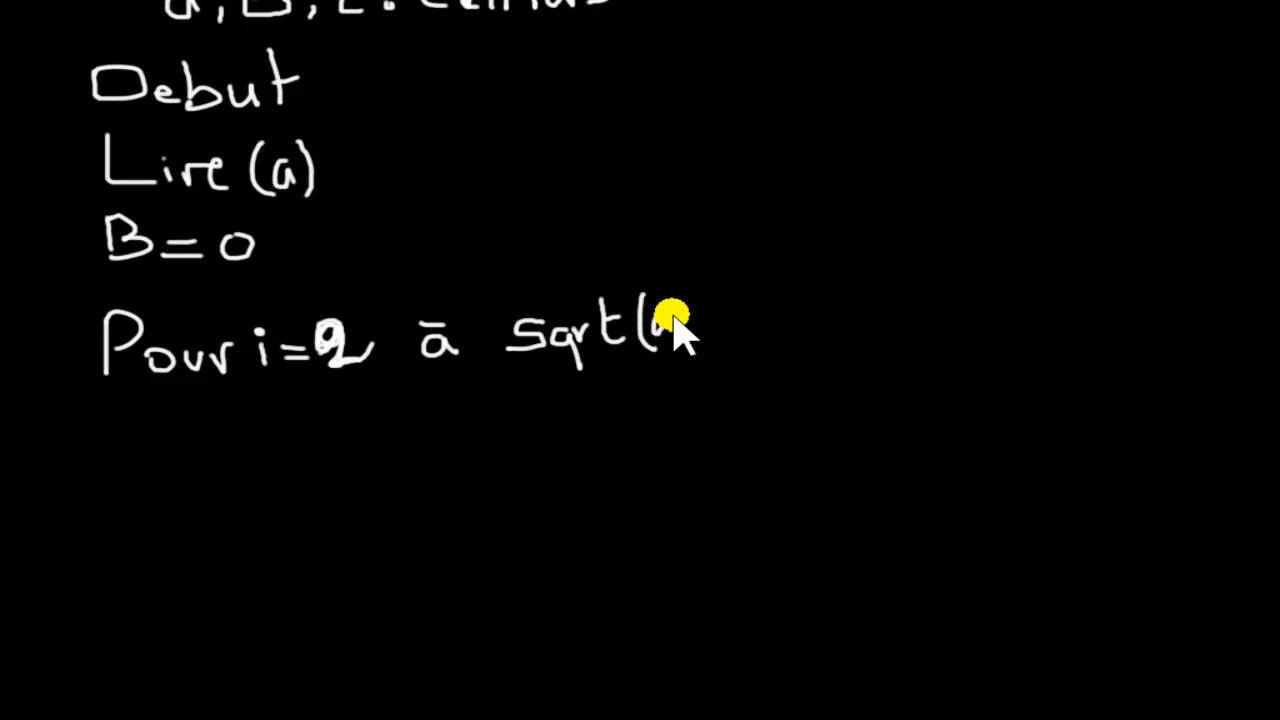 Debut
Lire (a)
B = 0
Pour i = 2 à sqrt(